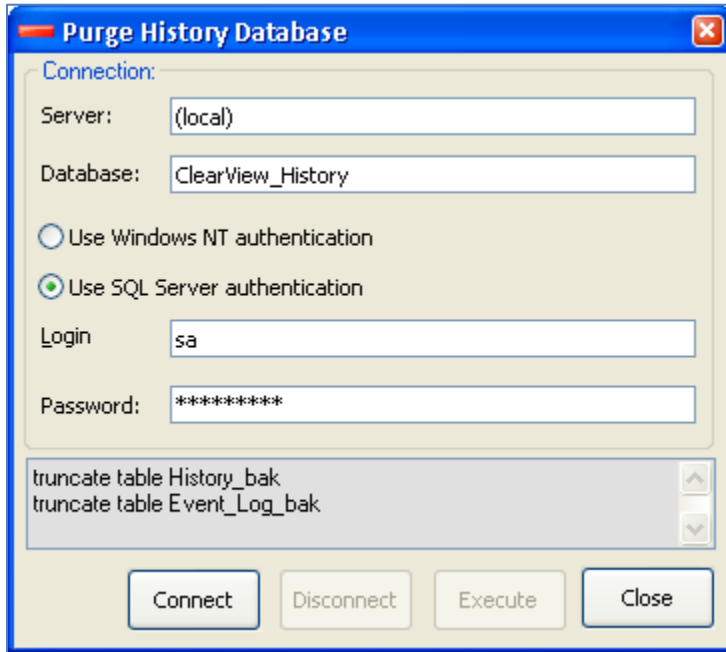 Purge History Database
Connection:
Server: (local)
Database: ClearView_History
Use Windows NT authentication
Use SQL Server authentication
Login sa
Password: *********
truncate table History_bak
truncate table Event_Log_bak
Connect Disconnect Execute Close